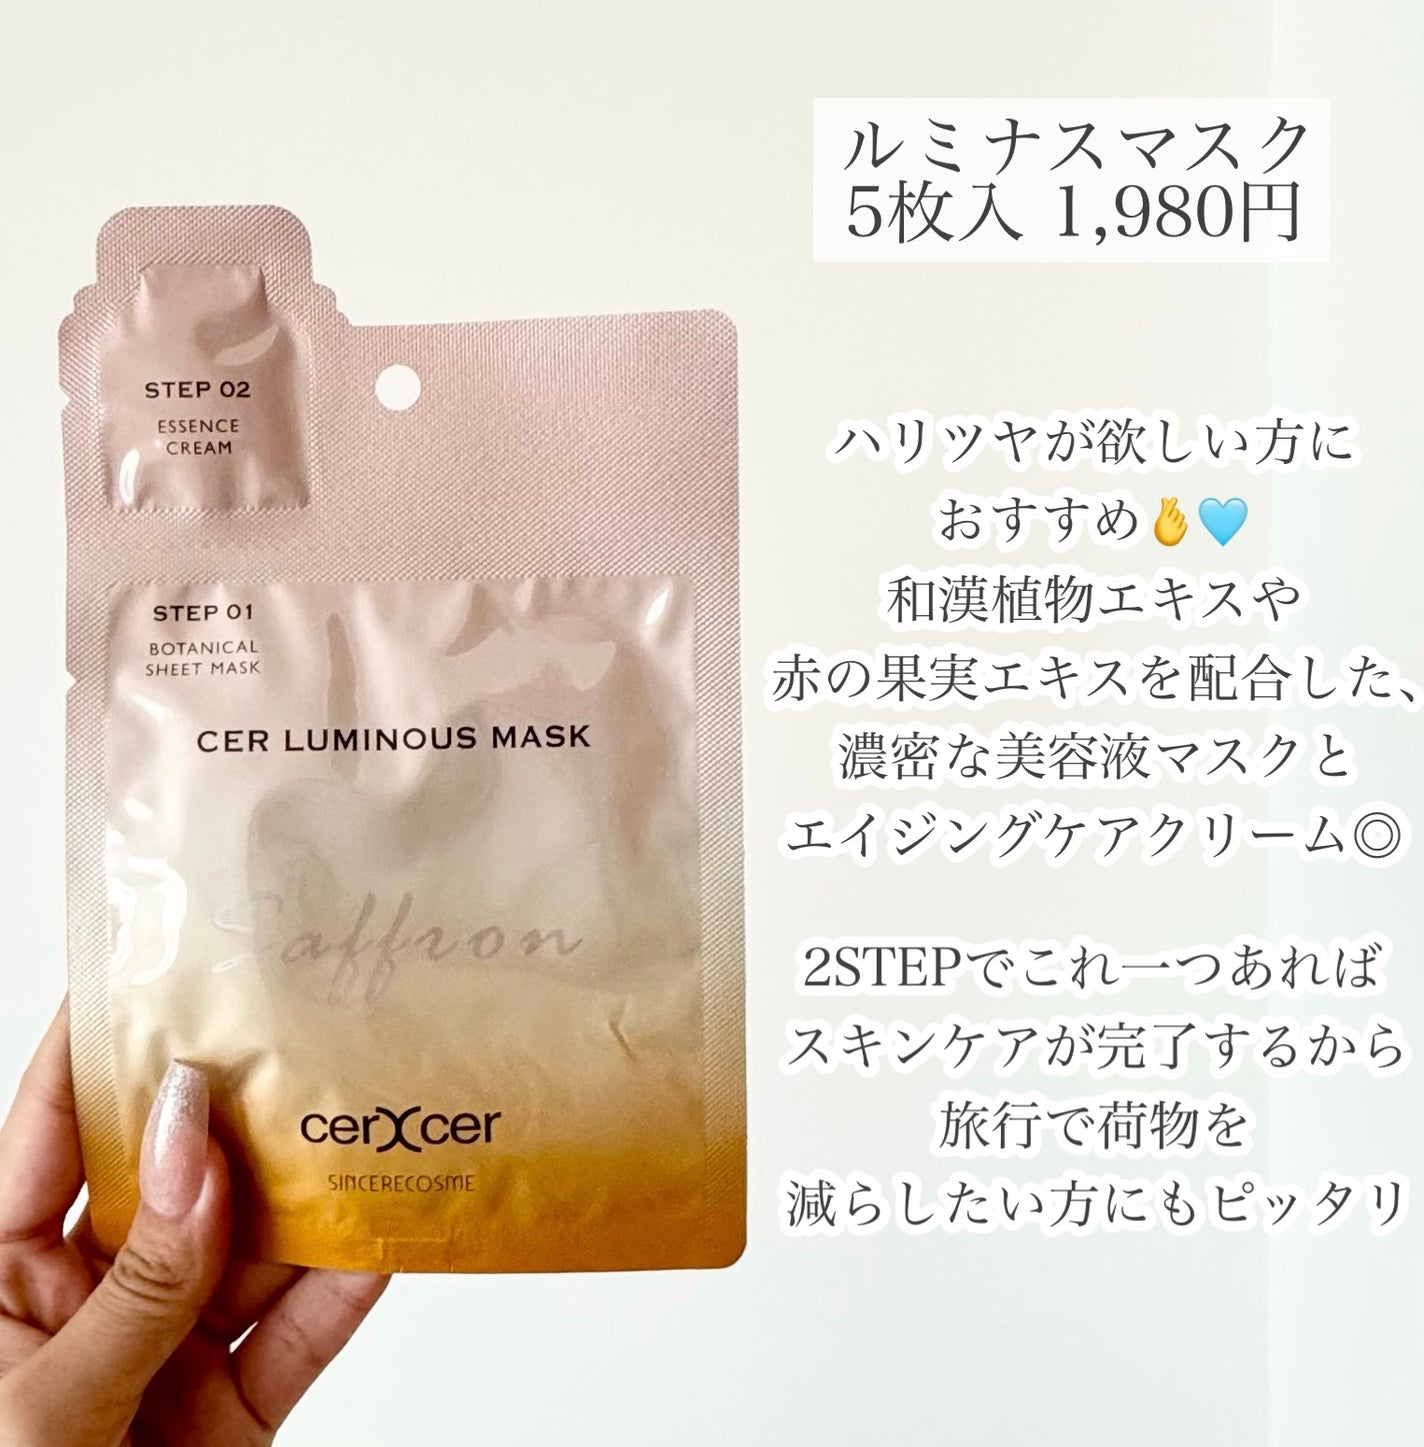 ルミナスマスク
5枚入 1,980円
STEP 02
ESSENCE
CREAM
STEP 01
BOTANICAL
SHEET MASK
CER LUMINOUS MASK
Saffron
cerXcer
SINCERECOSME
ハリツヤが欲しい方に
おすすめ🫰🩵
和漢植物エキスや
赤の果実エキスを配合した、
濃密な美容液マスクと
エイジングケアクリーム◎
2STEPでこれ一つあれば
スキンケアが完了するから
旅行で荷物を
減らしたい方にもピッタリ